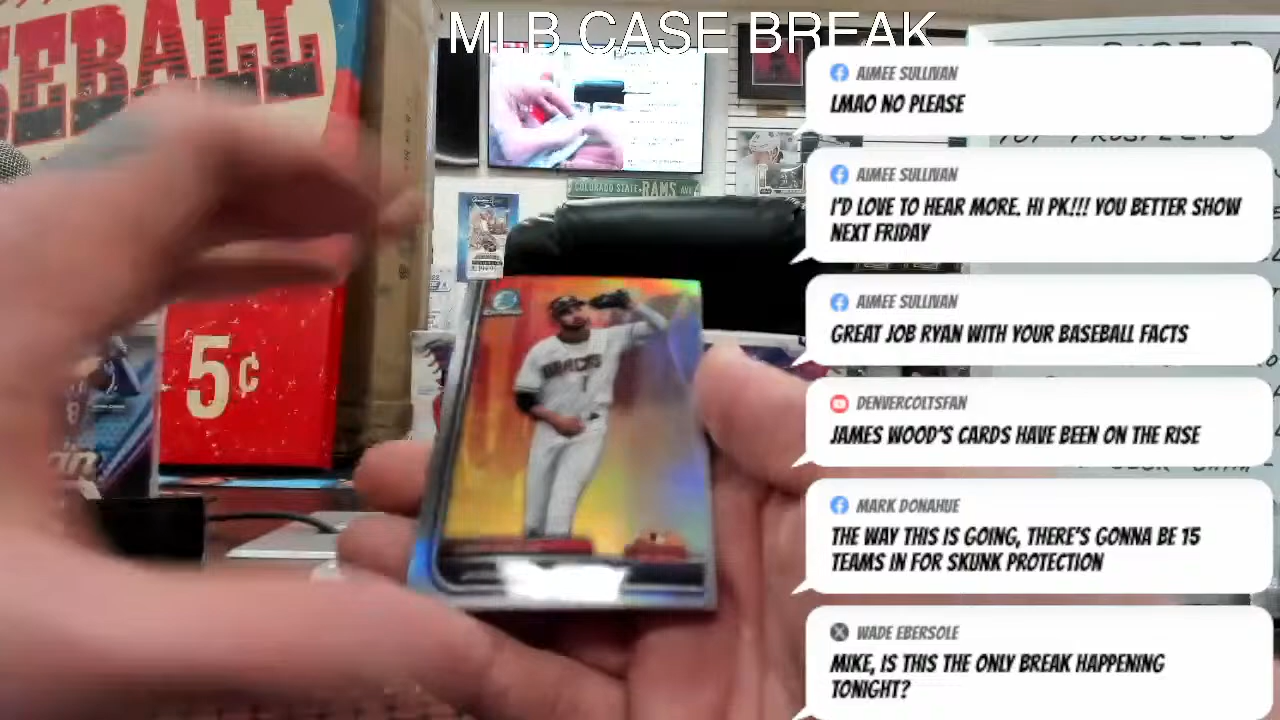 MLB CASE BREAK
BASEBALL
5¢
COLORADO STATE RAMS AVE
AIMEE SULLIVAN
LMAO NO PLEASE
AIMEE SULLIVAN
I'D LOVE TO HEAR MORE. HI PK!!! YOU BETTER SHOW
NEXT FRIDAY
AIMEE SULLIVAN
GREAT JOB RYAN WITH YOUR BASEBALL FACTS
DENVERCOLTSFAN
JAMES WOOD'S CARDS HAVE BEEN ON THE RISE
MARK DONAHUE
THE WAY THIS IS GOING, THERE'S GONNA BE 15
TEAMS IN FOR SKUNK PROTECTION
WADE EBERSOLE
MIKE, IS THIS THE ONLY BREAK HAPPENING
TONIGHT?